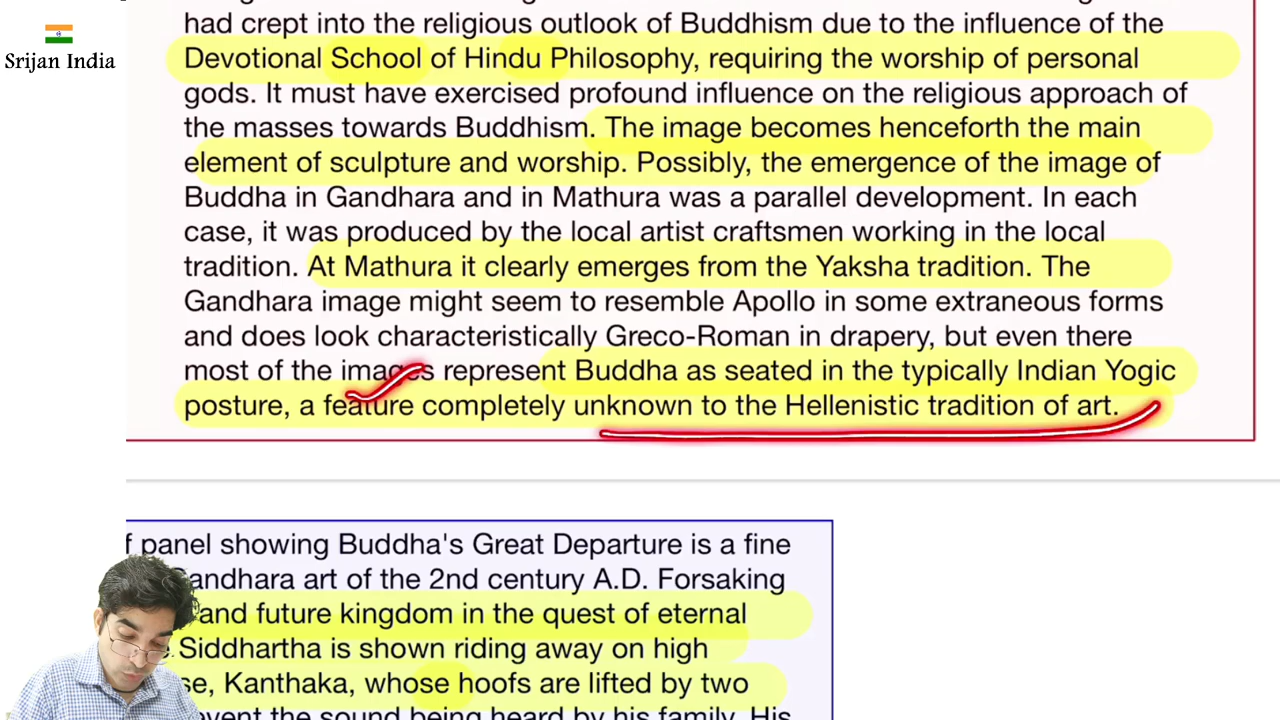 had crept into the religious outlook of Buddhism due to the influence of the
Srijan India
Devotional School of Hindu Philosophy, requiring the worship of personal
gods. It must have exercised profound influence on the religious approach of
the masses towards Buddhism. The image becomes henceforth the main
element of sculpture and worship. Possibly, the emergence of the image of
Buddha in Gandhara and in Mathura was a parallel development. In each
case, it was produced by the local artist craftsmen working in the local
tradition. At Mathura it clearly emerges from the Yaksha tradition. The
Gandhara image might seem to resemble Apollo in some extraneous forms
and does look characteristically Greco-Roman in drapery, but even there
most of the images represent Buddha as seated in the typically Indian Yogic
posture, a feature completely unknown to the Hellenistic tradition of art.
panel showing Buddha's Great Departure is a fine
Gandhara art of the 2nd century A.D. Forsaking
and future kingdom in the quest of eternal
Siddhartha is shown riding away on high
Kanthaka, whose hoofs are lifted by two
the sound being heard by his family. His